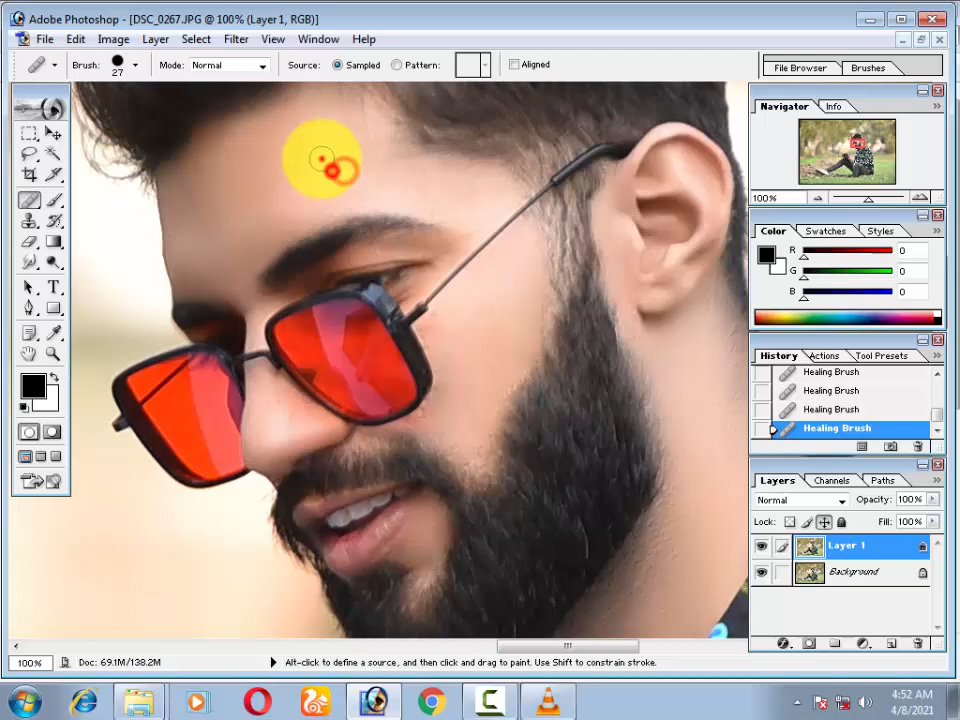 Adobe Photoshop - [DSC_0267.JPG @ 100% (Layer 1, RGB)]
File Edit Image Layer Select Filter View Window Help
Brush: 27 Mode: Normal Source: Sampled Pattern: Aligned File Browser Brushes
Navigator Info
100%
Color Swatches Styles
R 0
G 0
B 0
History Actions Tool Presets
Healing Brush
Healing Brush
Healing Brush
Healing Brush
Layers Channels Paths
Normal Opacity: 100%
Lock: Fill: 100%
Layer 1
Background
100% Doc: 69.1M/138.2M Alt-click to define a source, and then click and drag to paint. Use Shift to constrain stroke.
4:52 AM
4/8/2021